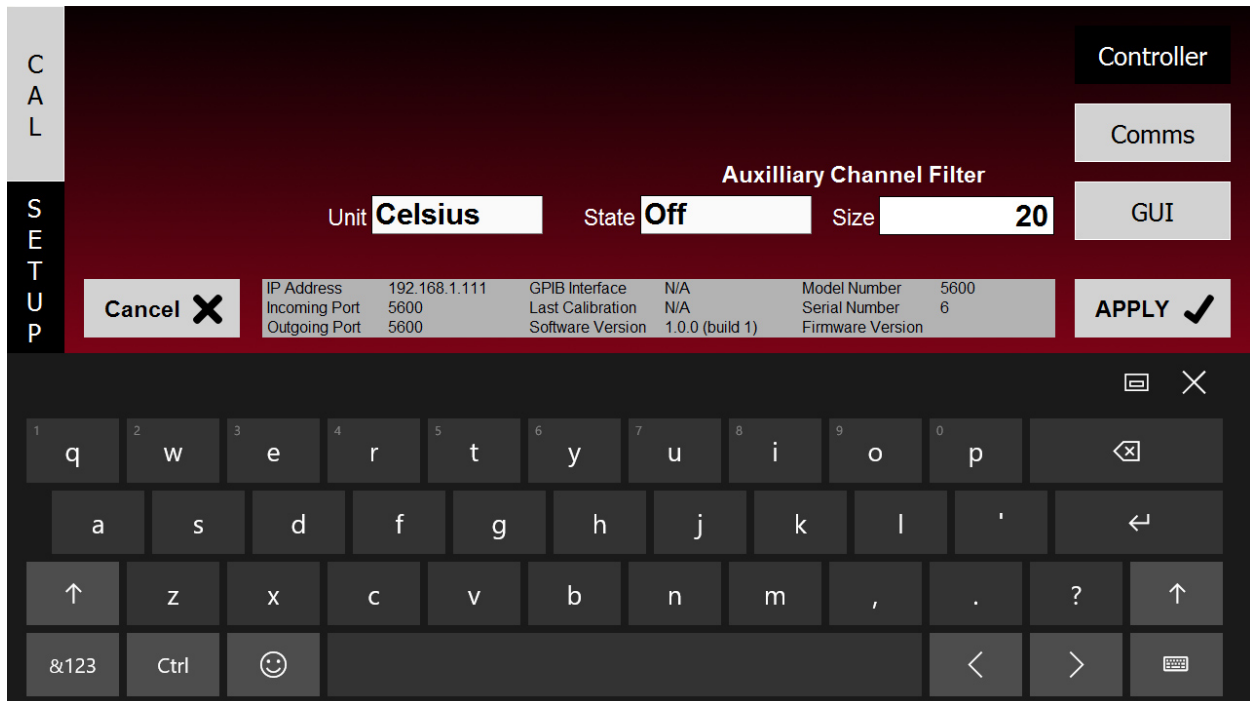 CAL
Controller
Comms
Auxilliary Channel Filter
SETUP
Unit Celsius State Off Size 20
GUI
Cancel
IP Address 192.168.1.111 GPIB Interface N/A Model Number 5600
Incoming Port 5600 Last Calibration N/A Serial Number 6
Outgoing Port 5600 Software Version 1.0.0 (build 1) Firmware Version
APPLY
1 2 3 4 5 6 7 8 9 0
q w e r t y u i o p
a s d f g h j k l '
z x c v b n m , . ?
&123 Ctrl